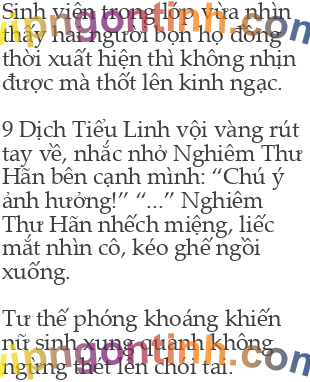 Sinh viên trong lớp vừa nhìn
thấy hai người bọn họ đồng
thời xuất hiện thì không nhịn
được mà thốt lên kinh ngạc.
9 Dịch Tiểu Linh vội vàng rút
tay về, nhắc nhở Nghiêm Thư
Hãn bên cạnh mình: “Chú ý
ảnh hưởng!” “...” Nghiêm
Thư Hãn nhếch miệng, liếc
mắt nhìn cô, kéo ghế ngồi
xuống.
Tư thế phóng khoáng khiến
nữ sinh xung quanh không
ngừng thét lên chói tai.
vipngontinh.com
vipngontinh.com